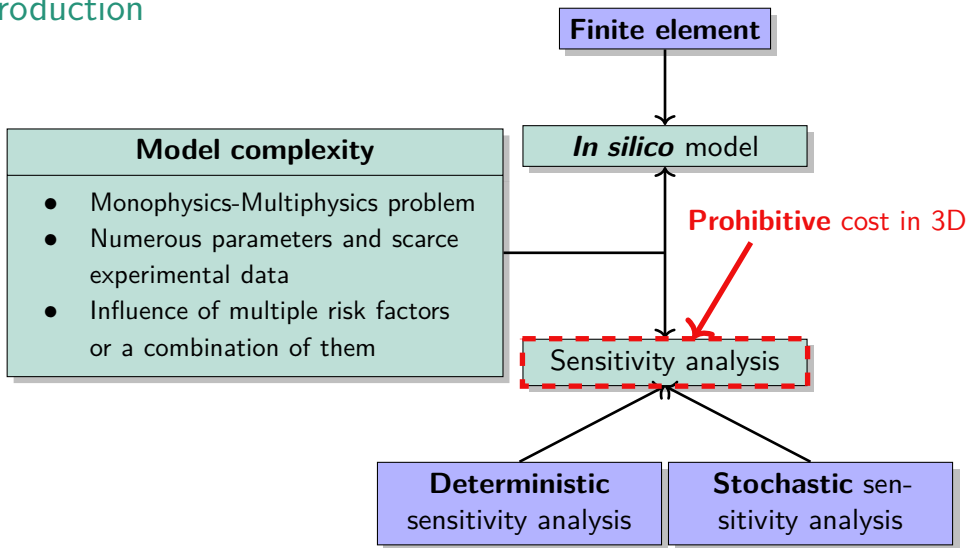 roduction
Finite element
In silico model
Model complexity
● Monophysics-Multiphysics problem
● Numerous parameters and scarce
experimental data
● Influence of multiple risk factors
or a combination of them
Prohibitive cost in 3D
Sensitivity analysis
Deterministic
sensitivity analysis
Stochastic sen-
sitivity analysis